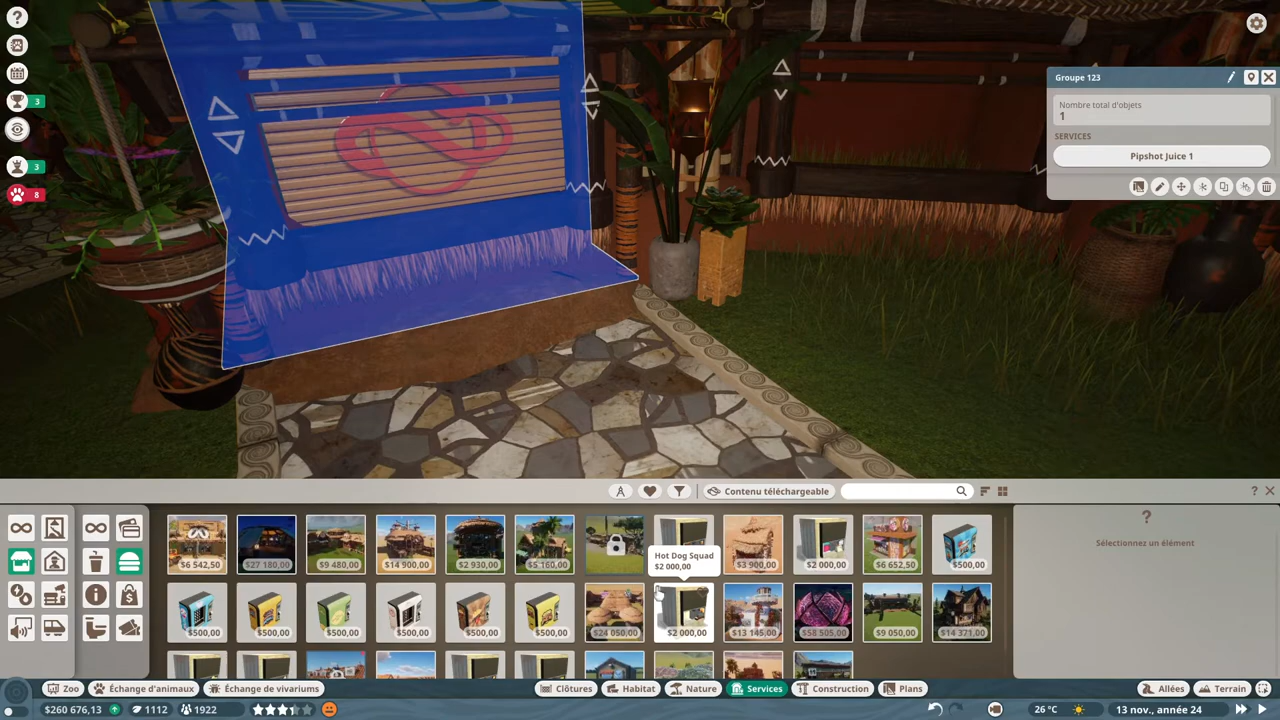 ?
3
3
8
Groupe 123
Nombre total d'objets
1
SERVICES
Pipshot Juice 1
Contenu téléchargeable
?
$6 542,50
$27 180,00
$9 480,00
$14 900,00
$2 930,00
$5 160,00
Hot Dog Squad
$2 000,00
$3 900,00
$2 000,00
$6 652,50
$500,00
?
Sélectionnez un élément
$500,00
$500,00
$500,00
$500,00
$500,00
$500,00
$24 050,00
$2 000,00
$13 145,00
$58 505,00
$9 050,00
$14 371,00
Zoo
Échange d'animaux
Échange de vivariums
Clôtures
Habitat
Nature
Services
Construction
Plans
Allées
Terrain
$260 676,13
1112
1922
26 °C
13 nov., année 24